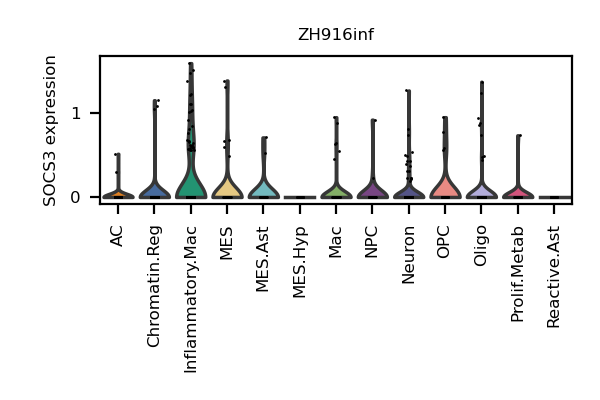 ZH916inf
SOCS3 expression
1
0
AC
Chromatin.Reg
Inflammatory.Mac
MES
MES.Ast
MES.Hyp
Mac
NPC
Neuron
OPC
Oligo
Prolif.Metab
Reactive.Ast